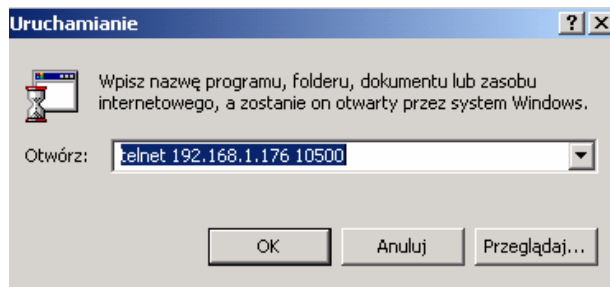 Uruchamianie
Wpisz nazwę programu, folderu, dokumentu lub zasobu
internetowego, a zostanie on otwarty przez system Windows.
Otwórz: telnet 192.168.1.176 10500
OK Anuluj Przeglądaj...